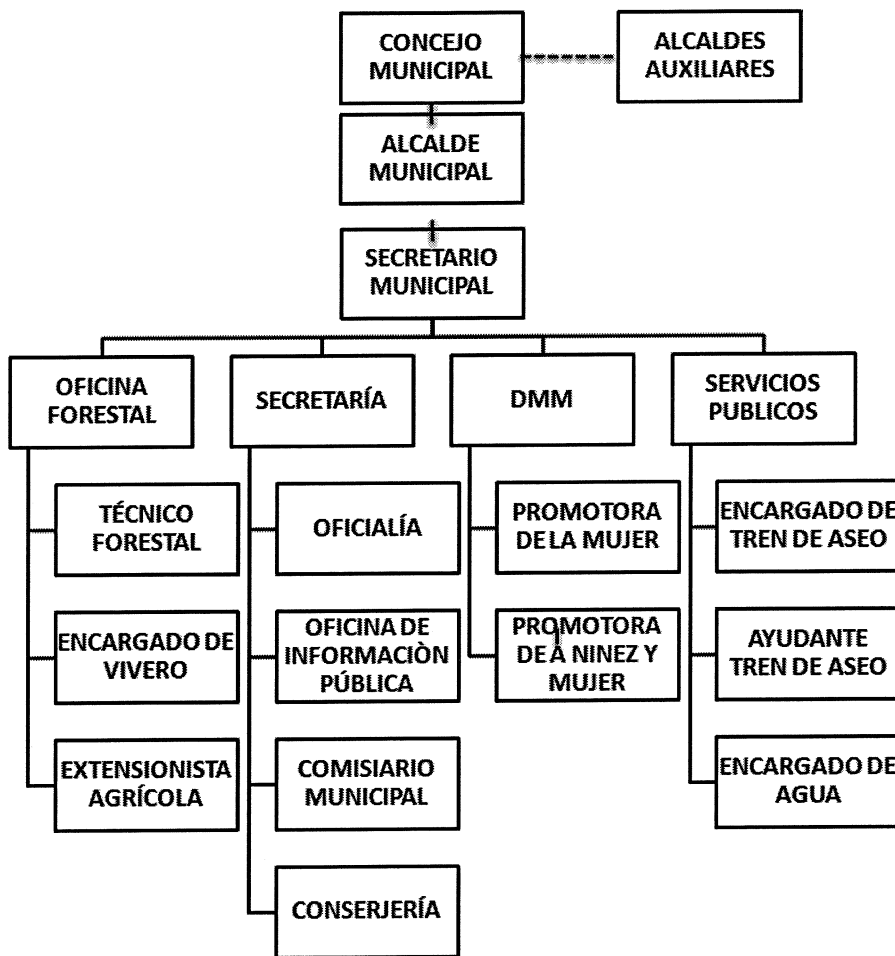 CONCEJO
MUNICIPAL
ALCALDES
AUXILIARES
ALCALDE
MUNICIPAL
SECRETARIO
MUNICIPAL
OFICINA
FORESTAL
SECRETARÍA
DMM
SERVICIOS
PUBLICOS
TÉCNICO
FORESTAL
ENCARGADO DE
VIVERO
EXTENSIONISTA
AGRÍCOLA
OFICIALÍA
OFICINA DE
INFORMACIÒN
PÚBLICA
COMISIARIO
MUNICIPAL
CONSERJERÍA
PROMOTORA
DE LA MUJER
PROMOTORA
DE A NINEZ Y
MUJER
ENCARGADO DE
TREN DE ASEO
AYUDANTE
TREN DE ASEO
ENCARGADO DE
AGUA